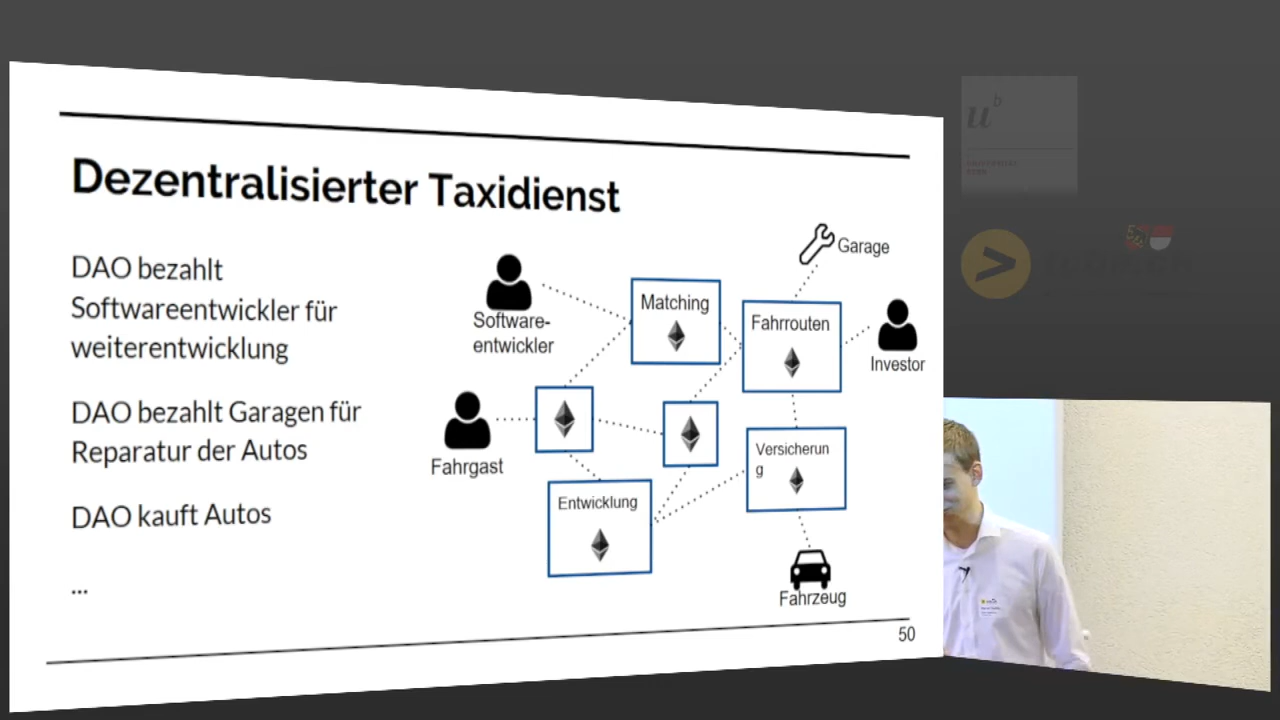 Dezentralisierter Taxidienst
DAO bezahlt
Softwareentwickler für
weiterentwicklung
DAO bezahlt Garagen für
Reparatur der Autos
DAO kauft Autos
...
Garage
Matching
Fahrrouten
Software-
entwickler
Investor
Fahrgast
Versicherun
g
Entwicklung
Fahrzeug
50
u
b